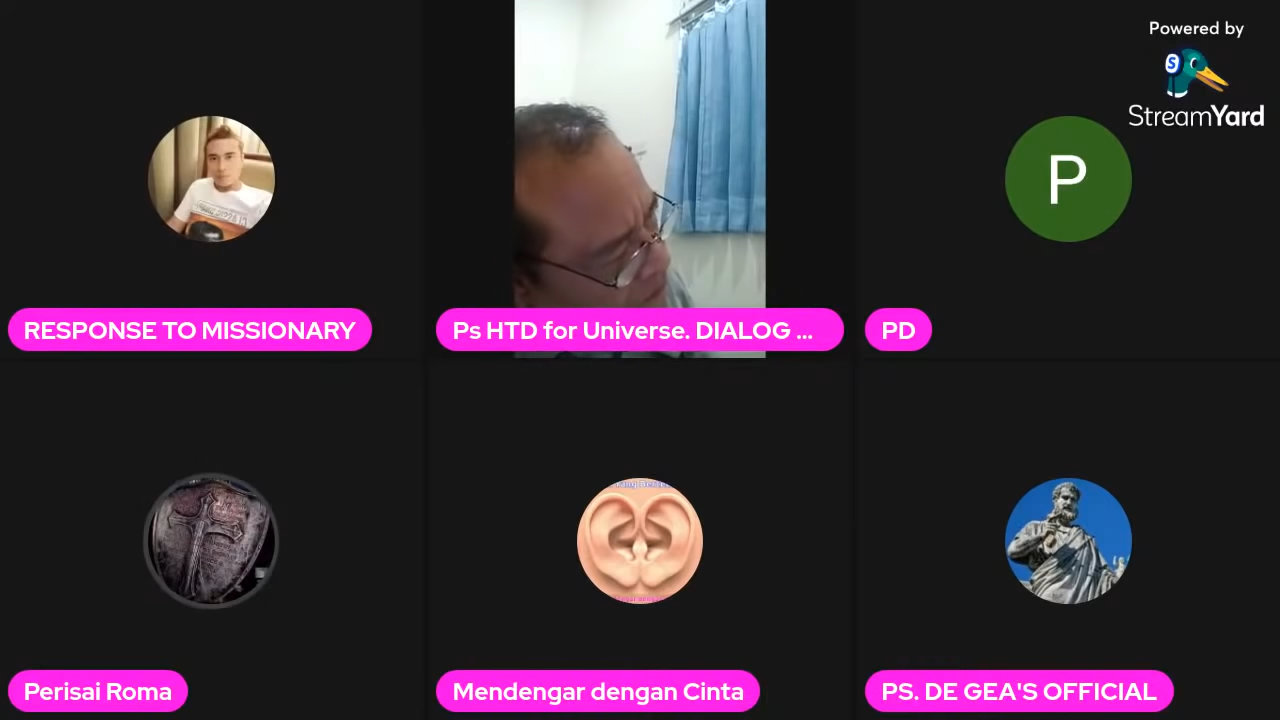 Powered by
S
StreamYard
P
RESPONSE TO MISSIONARY
Ps HTD for Universe. DIALOG ...
PD
Perisai Roma
Mendengar dengan Cinta
PS. DE GEA'S OFFICIAL